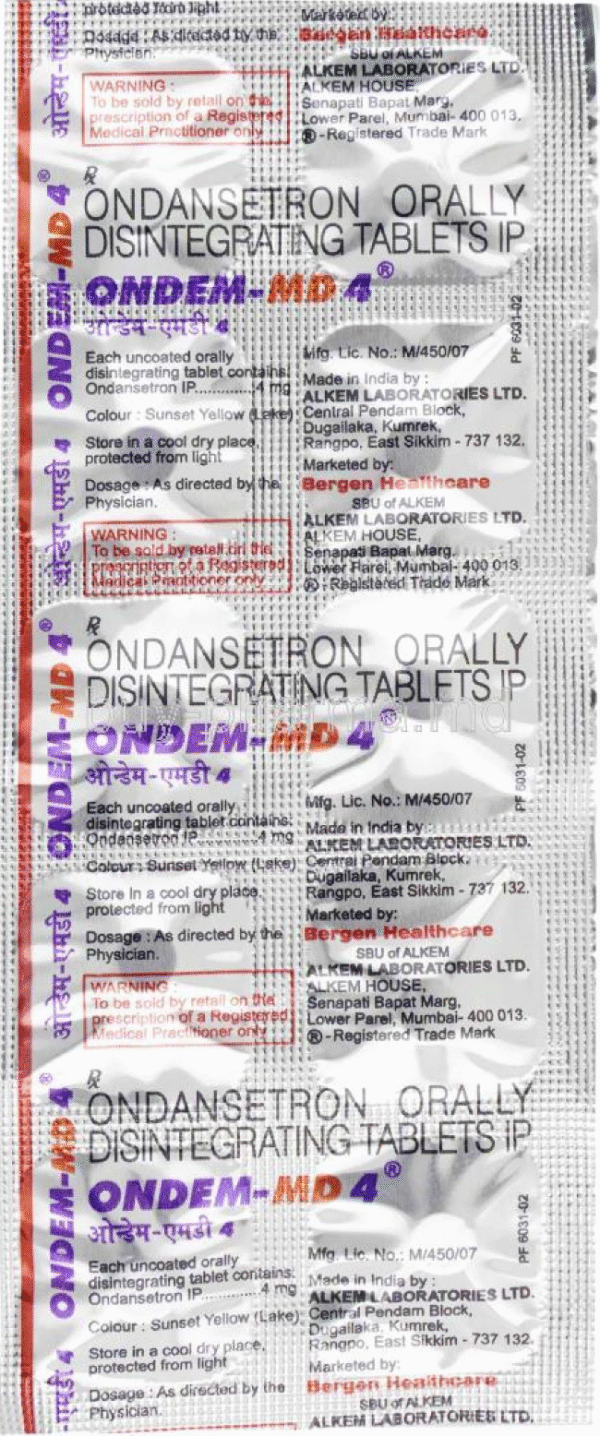 protected from light
Dosage : As directed by the
Physician.
WARNING :
To be sold by retail on the
prescription of a Registered
Medical Practitioner only
Marketed by:
Bergen Healthcare
SBU of ALKEM
ALKEM LABORATORIES LTD.
ALKEM HOUSE,
Senapati Bapat Marg,
Lower Parel, Mumbai- 400 013.
®-Registered Trade Mark
ओन्डेम-एमडी
ONDEM-MD 4®
Rx
ONDANSETRON ORALLY
DISINTEGRATING TABLETS IP
ONDEM-MD 4®
ओन्डेम-एमडी 4
Each uncoated orally
disintegrating tablet contains:
Ondansetron IP.............4 mg
Colour : Sunset Yellow (Lake)
Store in a cool dry place,
protected from light
Dosage : As directed by the
Physician.
WARNING :
To be sold by retail on the
prescription of a Registered
Medical Practitioner only
Mfg. Lic. No.: M/450/07
Made in India by :
ALKEM LABORATORIES LTD.
Central Pendam Block,
Dugailaka, Kumrek,
Rangpo, East Sikkim - 737 132.
Marketed by:
Bergen Healthcare
SBU of ALKEM
ALKEM LABORATORIES LTD.
ALKEM HOUSE,
Senapati Bapat Marg,
Lower Parel, Mumbai- 400 013.
®-Registered Trade Mark
PF 6031-02
ओन्डेम-एमडी 4
ONDEM-MD 4®
Rx
ONDANSETRON ORALLY
DISINTEGRATING TABLETS IP
ONDEM-MD 4®
ओन्डेम-एमडी 4
Each uncoated orally
disintegrating tablet contains:
Ondansetron IP.............4 mg
Colour : Sunset Yellow (Lake)
Store in a cool dry place,
protected from light
Dosage : As directed by the
Physician.
WARNING :
To be sold by retail on the
prescription of a Registered
Medical Practitioner only
Mfg. Lic. No.: M/450/07
Made in India by :
ALKEM LABORATORIES LTD.
Central Pendam Block,
Dugailaka, Kumrek,
Rangpo, East Sikkim - 737 132.
Marketed by:
Bergen Healthcare
SBU of ALKEM
ALKEM LABORATORIES LTD.
ALKEM HOUSE,
Senapati Bapat Marg,
Lower Parel, Mumbai- 400 013.
®-Registered Trade Mark
PF 6031-02
ओन्डेम-एमडी 4
ONDEM-MD 4®
Rx
ONDANSETRON ORALLY
DISINTEGRATING TABLETS IP
ONDEM-MD 4®
ओन्डेम-एमडी 4
Each uncoated orally
disintegrating tablet contains:
Ondansetron IP.............4 mg
Colour : Sunset Yellow (Lake)
Store in a cool dry place,
protected from light
Dosage : As directed by the
Physician.
Mfg. Lic. No.: M/450/07
Made in India by :
ALKEM LABORATORIES LTD.
Central Pendam Block,
Dugailaka, Kumrek,
Rangpo, East Sikkim - 737 132.
Marketed by:
Bergen Healthcare
SBU of ALKEM
ALKEM LABORATORIES LTD.
PF 6031-02
-एमडी 4